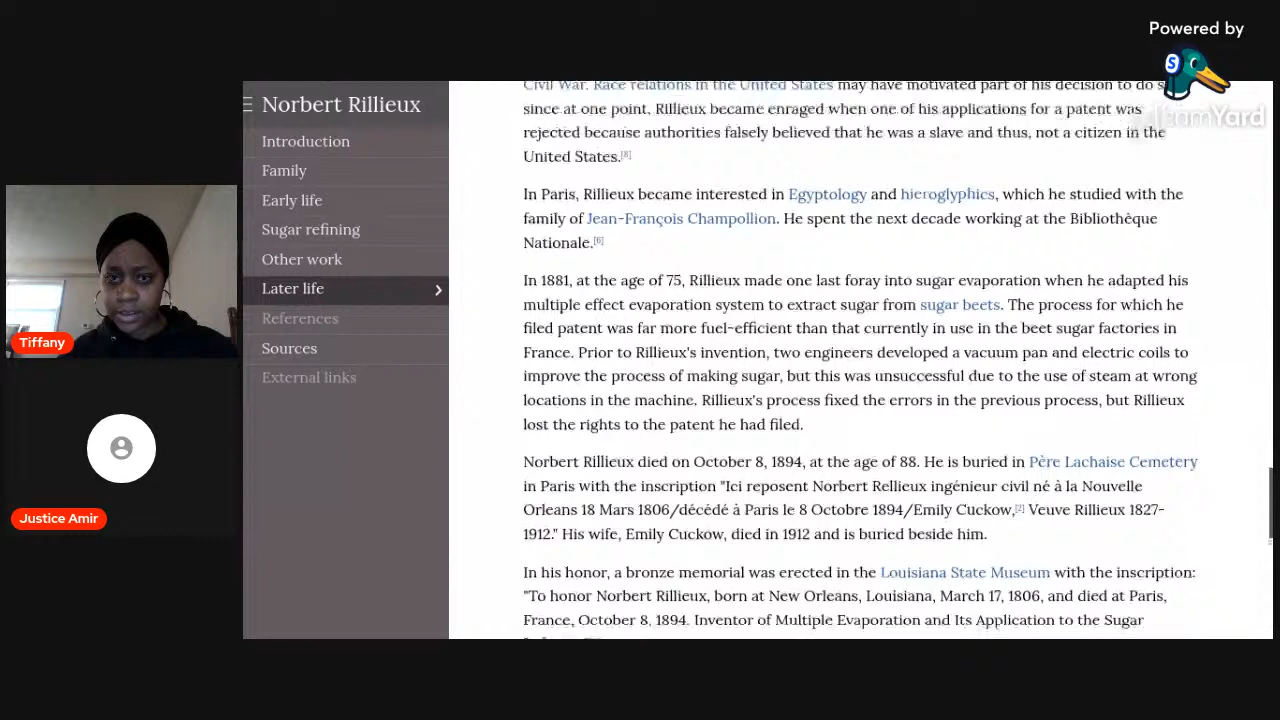 Powered by
S
StreamYard
Norbert Rillieux
Introduction
Family
Early life
Sugar refining
Other work
Later life
References
Sources
External links
Tiffany
Justice Amir
Civil War. Race relations in the United States may have motivated part of his decision to do
since at one point, Rillieux became enraged when one of his applications for a patent was
rejected because authorities falsely believed that he was a slave and thus, not a citizen in the
United States.[8]
In Paris, Rillieux became interested in Egyptology and hieroglyphics, which he studied with the
family of Jean-François Champollion. He spent the next decade working at the Bibliothèque
Nationale.[6]
In 1881, at the age of 75, Rillieux made one last foray into sugar evaporation when he adapted his
multiple effect evaporation system to extract sugar from sugar beets. The process for which he
filed patent was far more fuel-efficient than that currently in use in the beet sugar factories in
France. Prior to Rillieux's invention, two engineers developed a vacuum pan and electric coils to
improve the process of making sugar, but this was unsuccessful due to the use of steam at wrong
locations in the machine. Rillieux's process fixed the errors in the previous process, but Rillieux
lost the rights to the patent he had filed.
Norbert Rillieux died on October 8, 1894, at the age of 88. He is buried in Père Lachaise Cemetery
in Paris with the inscription "Ici reposent Norbert Rellieux ingénieur civil né à la Nouvelle
Orleans 18 Mars 1806/décédé à Paris le 8 Octobre 1894/Emily Cuckow,[2] Veuve Rillieux 1827-
1912." His wife, Emily Cuckow, died in 1912 and is buried beside him.
In his honor, a bronze memorial was erected in the Louisiana State Museum with the inscription:
"To honor Norbert Rillieux, born at New Orleans, Louisiana, March 17, 1806, and died at Paris,
France, October 8, 1894. Inventor of Multiple Evaporation and Its Application to the Sugar